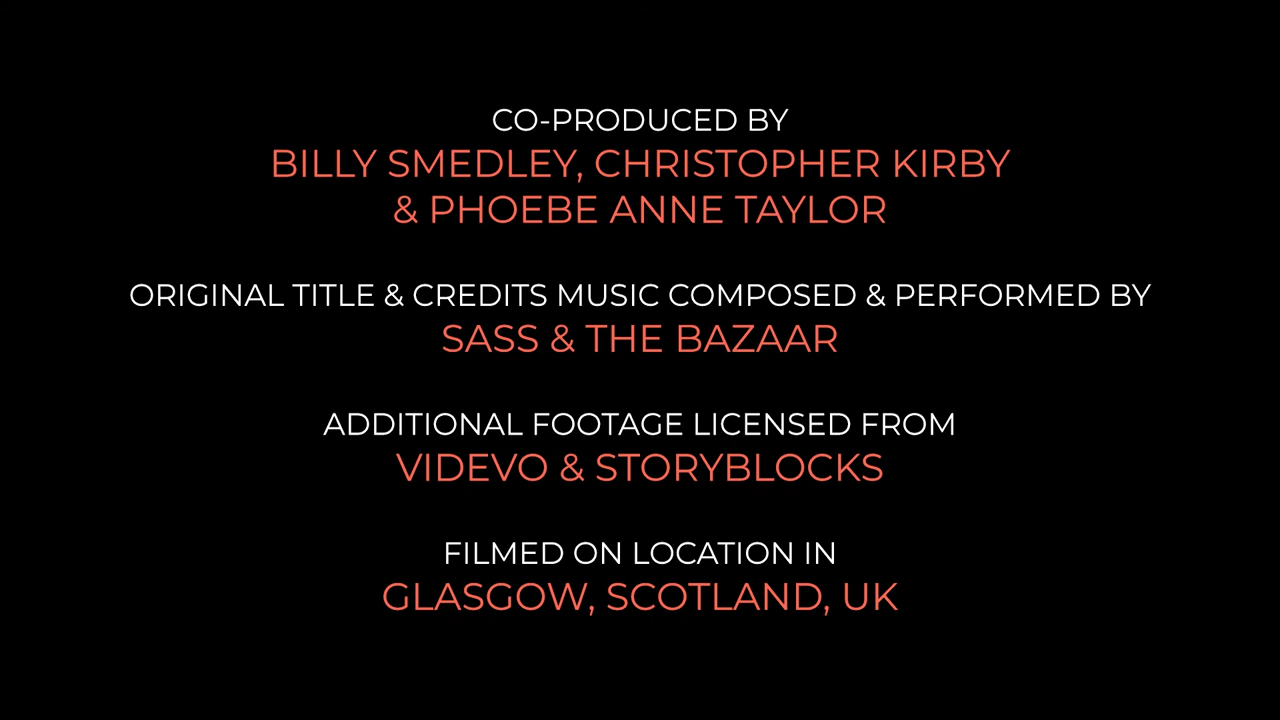 CO-PRODUCED BY
BILLY SMEDLEY, CHRISTOPHER KIRBY
& PHOEBE ANNE TAYLOR
ORIGINAL TITLE & CREDITS MUSIC COMPOSED & PERFORMED BY
SASS & THE BAZAAR
ADDITIONAL FOOTAGE LICENSED FROM
VIDEVO & STORYBLOCKS
FILMED ON LOCATION IN
GLASGOW, SCOTLAND, UK